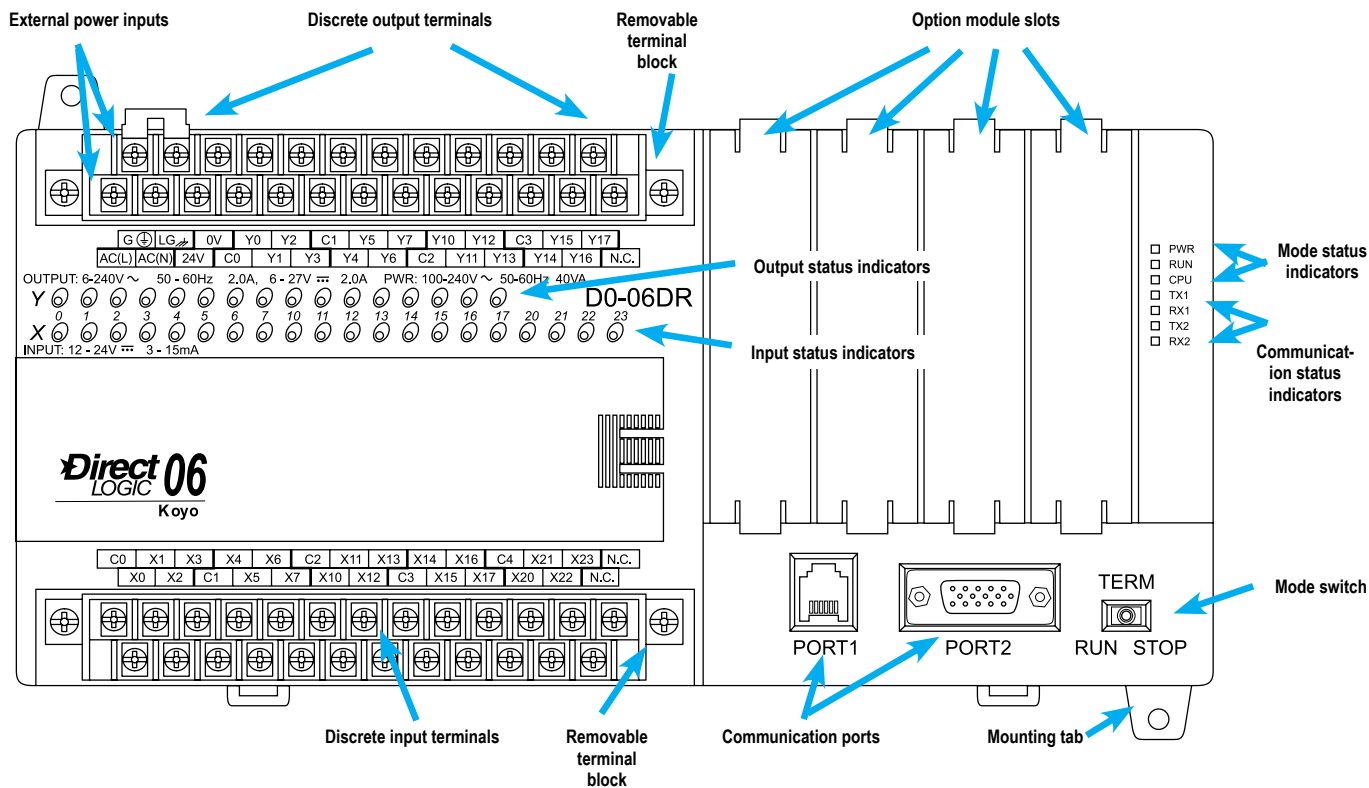 External power inputs
Discrete output terminals
Removable
terminal
block
Option module slots
G LG 0V Y0 Y2 C1 Y5 Y7 Y10 Y12 C3 Y15 Y17
AC(L) AC(N) 24V C0 Y1 Y3 Y4 Y6 C2 Y11 Y13 Y14 Y16 N.C.
OUTPUT: 6-240V ~ 50 - 60Hz 2.0A, 6 - 27V ⎓ 2.0A PWR: 100-240V ~ 50-60Hz 40VA
Y
D0-06DR
0 1 2 3 4 5 6 7 10 11 12 13 14 15 16 17 20 21 22 23
X
INPUT: 12 - 24V ⎓ 3 - 15mA
Output status indicators
Input status indicators
PWR
RUN
CPU
TX1
RX1
TX2
RX2
Mode status
indicators
Communicat-
ion status
indicators
Direct 06
LOGIC
Koyo
C0 X1 X3 X4 X6 C2 X11 X13 X14 X16 C4 X21 X23 N.C.
X0 X2 C1 X5 X7 X10 X12 C3 X15 X17 X20 X22 N.C.
TERM
Mode switch
PORT1
PORT2
RUN STOP
Discrete input terminals
Removable
terminal
block
Communication ports
Mounting tab